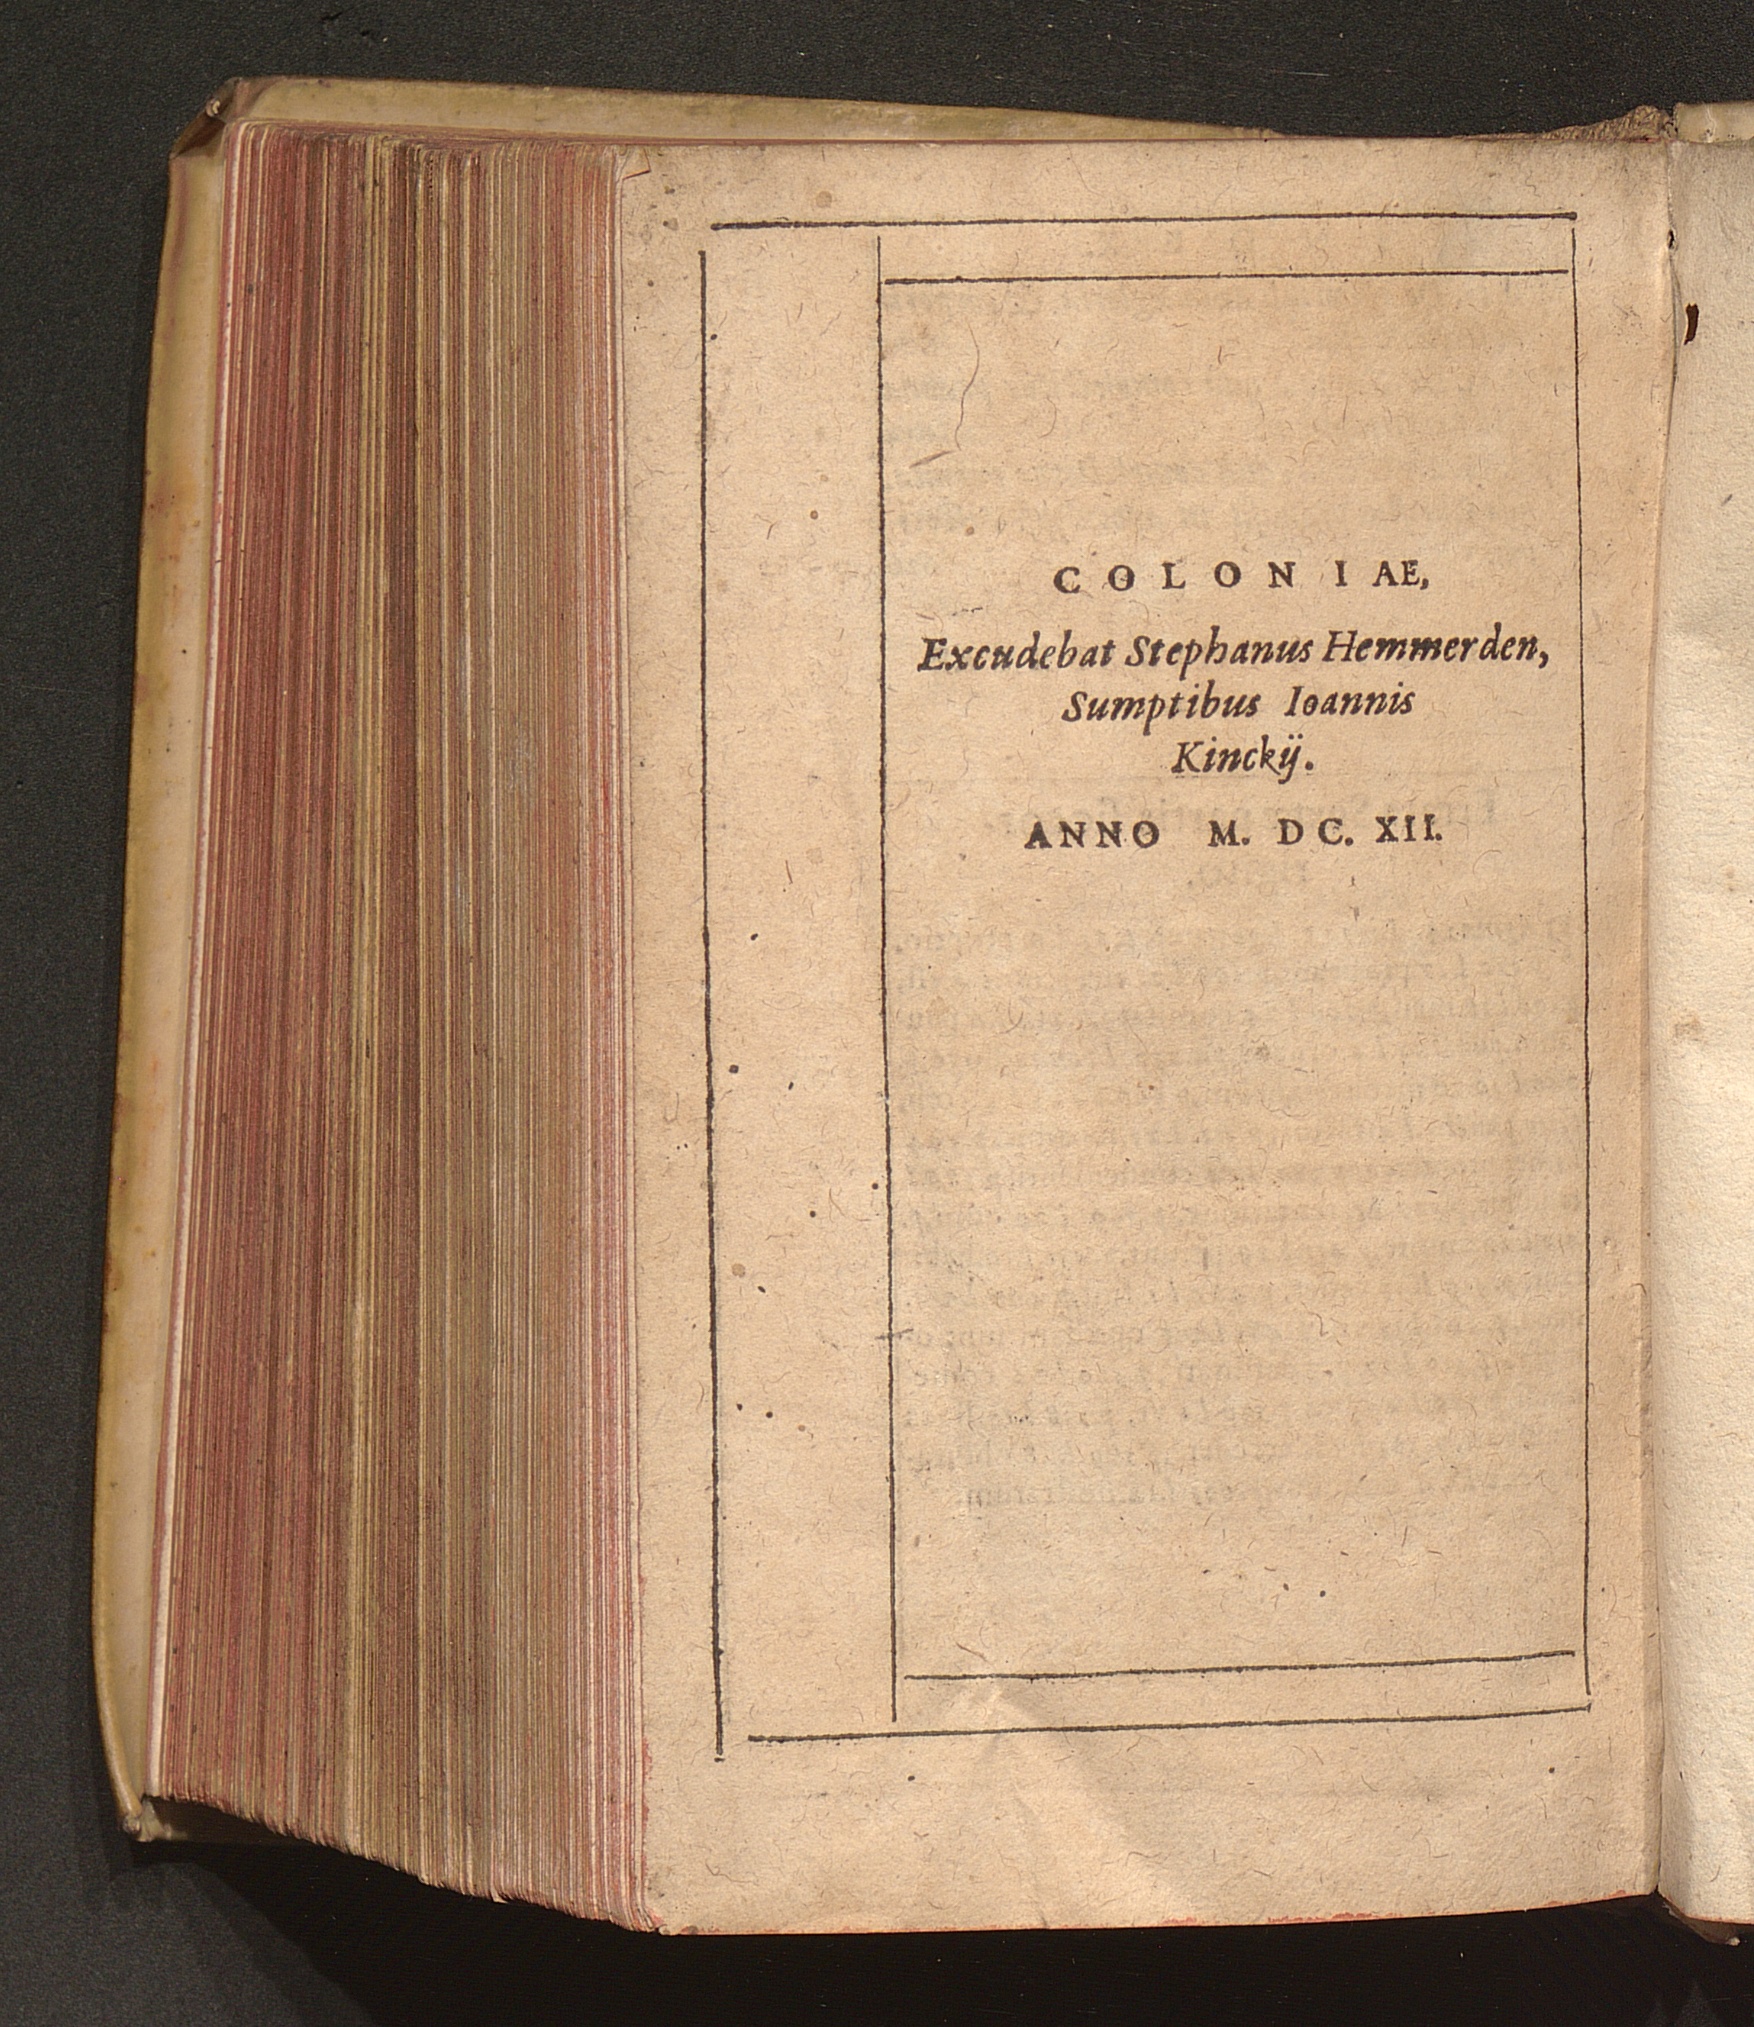 COLONIAE,
Excudebat Stephanus Hemmerden,
Sumptibus Ioannis
Kinckij.
ANNO M. DC. XII.